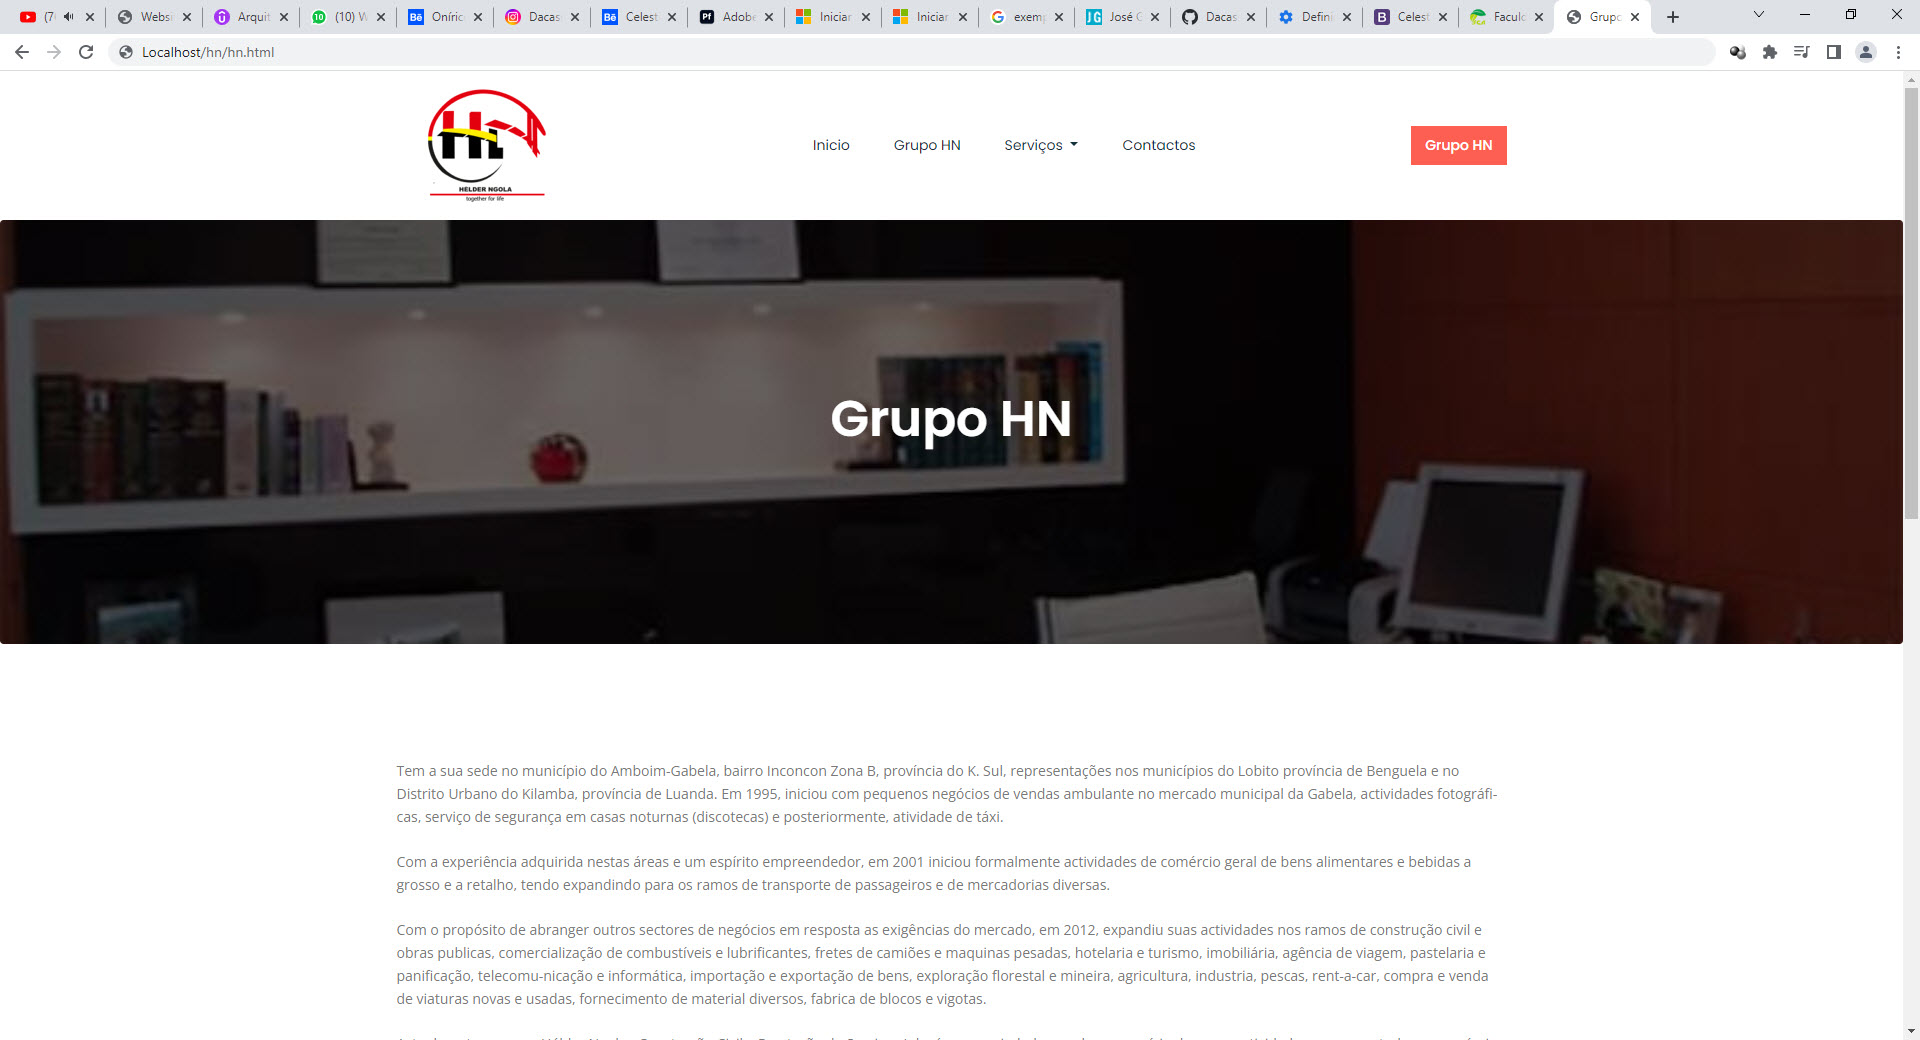 (7
Websi
Arquit
(10) W
Oníric
Dacas
Celest
Adobe
Iniciar
Iniciar
exemp
José G
Dacas
Defini
Celest
Faculd
Grupo
Localhost/hn/hn.html
HELDER NGOLA
together for life
Inicio
Grupo HN
Serviços
Contactos
Grupo HN
Grupo HN
Tem a sua sede no município do Amboim-Gabela, bairro Inconcon Zona B, província do K. Sul, representações nos municípios do Lobito província de Benguela e no
Distrito Urbano do Kilamba, província de Luanda. Em 1995, iniciou com pequenos negócios de vendas ambulante no mercado municipal da Gabela, actividades fotográfi-
cas, serviço de segurança em casas noturnas (discotecas) e posteriormente, atividade de táxi.
Com a experiência adquirida nestas áreas e um espírito empreendedor, em 2001 iniciou formalmente actividades de comércio geral de bens alimentares e bebidas a
grosso e a retalho, tendo expandindo para os ramos de transporte de passageiros e de mercadorias diversas.
Com o propósito de abranger outros sectores de negócios em resposta as exigências do mercado, em 2012, expandiu suas actividades nos ramos de construção civil e
obras publicas, comercialização de combustíveis e lubrificantes, fretes de camiões e maquinas pesadas, hotelaria e turismo, imobiliária, agência de viagem, pastelaria e
panificação, telecomu-nicação e informática, importação e exportação de bens, exploração florestal e mineira, agricultura, industria, pescas, rent-a-car, compra e venda
de viaturas novas e usadas, fornecimento de material diversos, fabrica de blocos e vigotas.